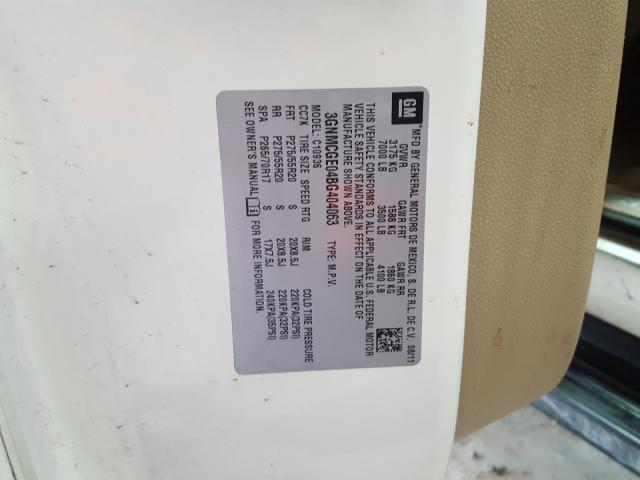 GM
"MFD BY GENERAL MOTORS DE MEXICO, S. DE R.L. DE C.V. 08/11
GVWR GAWR FRT GAWR RR
3175 KG 1588 KG 1860 KG
7000 LB 3500 LB 4100 LB
THIS VEHICLE CONFORMS TO ALL APPLICABLE U.S. FEDERAL MOTOR
VEHICLE SAFETY STANDARDS IN EFFECT ON THE DATE OF
MANUFACTURE SHOWN ABOVE.
3GNMCGE04BG404063 TYPE: M.P.V.
MODEL: C10936
CC7K TIRE SIZE SPEED RTG RIM COLD TIRE PRESSURE
FRT P275/55R20 S 20X8.5J 220KPA(32PSI)
RR P275/55R20 S 20X8.5J 220KPA(32PSI)
SPA P265/70R17 S 17X7.5J 240KPA(35PSI)
SEE OWNER'S MANUAL i FOR MORE INFORMATION.